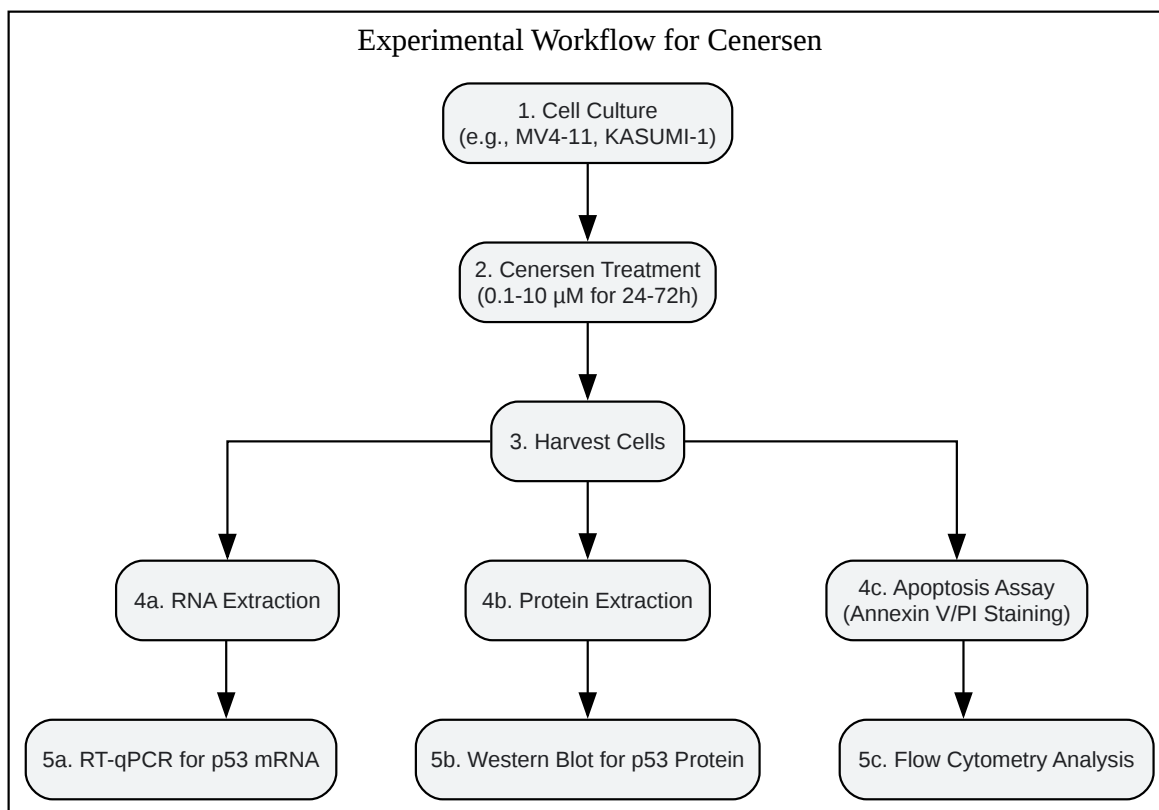 Experimental Workflow for Cenersen
1. Cell Culture
(e.g., MV4-11, KASUMI-1)
2. Cenersen Treatment
(0.1-10 µM for 24-72h)
3. Harvest Cells
4a. RNA Extraction
4b. Protein Extraction
4c. Apoptosis Assay
(Annexin V/PI Staining)
5a. RT-qPCR for p53 mRNA
5b. Western Blot for p53 Protein
5c. Flow Cytometry Analysis